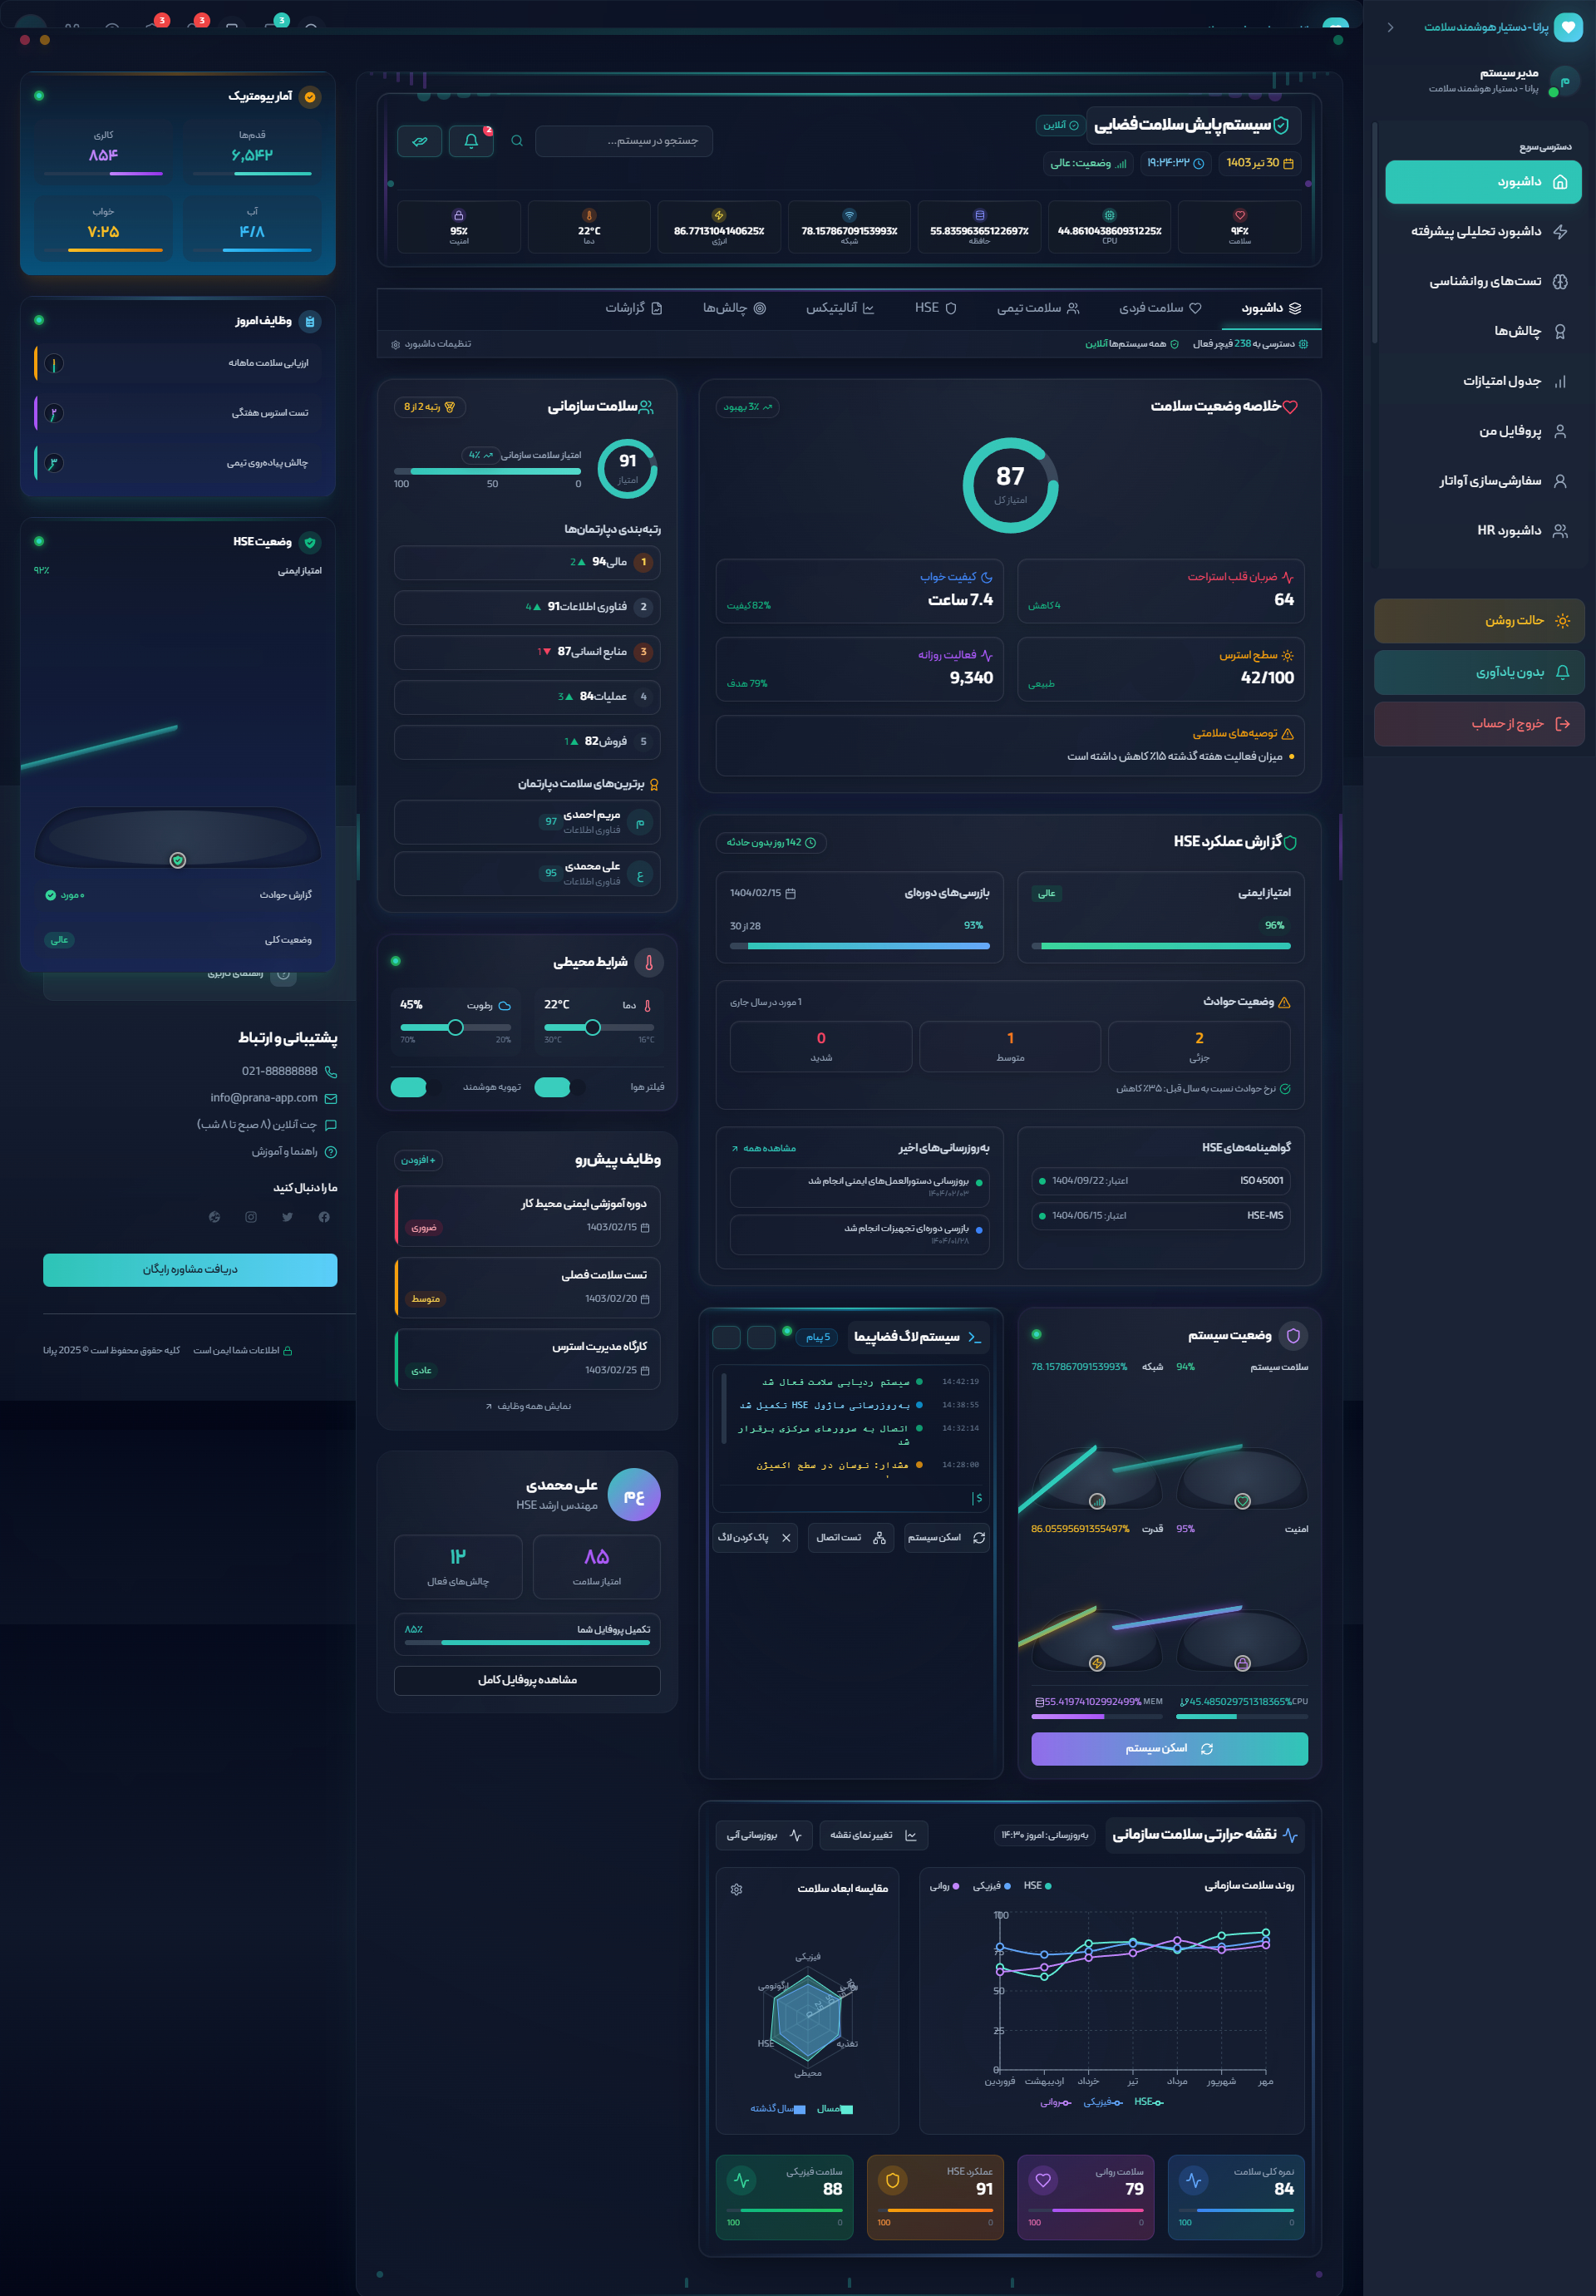 پرانا - دستیار هوشمند سلامت
مدیر سیستم
پرانا - دستیار هوشمند سلامت
دسترسی سریع
داشبورد
داشبورد تحلیلی پیشرفته
تست‌های روانشناسی
چالش‌ها
جدول امتیازات
پروفایل من
سفارشی‌سازی آواتار
داشبورد HR
حالت روشن
بدون یادآوری
خروج از حساب
3
3
3
سیستم پایش سلامت فضایی
آنلاین
2
جستجو در سیستم...
30 تیر 1403
۱۹:۲۴:۳۲
وضعیت: عالی
۹۴٪
سلامت
44.861043860931225%
CPU
55.83596365122697%
حافظه
78.15786709153993%
شبکه
86.7713104140625%
انرژی
22°C
دما
95%
امنیت
داشبورد
سلامت فردی
سلامت تیمی
HSE
آنالیتیکس
چالش‌ها
گزارشات
دسترسی به 238 فیچر فعال
همه سیستم‌ها آنلاین
تنظیمات داشبورد
خلاصه وضعیت سلامت
3% بهبود
87
امتیاز کل
ضربان قلب استراحت
64
4 کاهش
کیفیت خواب
7.4 ساعت
82% کیفیت
سطح استرس
42/100
طبیعی
فعالیت روزانه
9,340
79% هدف
توصیه‌های سلامتی
میزان فعالیت هفته گذشته ۱۵٪ کاهش داشته است
گزارش عملکرد HSE
142 روز بدون حادثه
امتیاز ایمنی
عالی
96%
بازرسی‌های دوره‌ای
1404/02/15
93%
28 از 30
وضعیت حوادث
1 مورد در سال جاری
2
جزئی
1
متوسط
0
شدید
نرخ حوادث نسبت به سال قبل: ۳۵٪ کاهش
گواهینامه‌های HSE
ISO 45001
اعتبار: 1404/09/22
HSE-MS
اعتبار: 1404/06/15
به‌روزرسانی‌های اخیر
مشاهده همه
بروزرسانی دستورالعمل‌های ایمنی انجام شد
۱۴۰۴/۰۲/۰۳
بازرسی دوره‌ای تجهیزات انجام شد
۱۴۰۴/۰۱/۲۸
وضعیت سیستم
سلامت سیستم
94%
شبکه
78.15786709153993%
امنیت
95%
قدرت
86.05595691355497%
CPU
45.485029751318365%
MEM
55.41974102992499%
اسکن سیستم
سیستم لاگ فضاپیما
5 پیام
14:42:19
سیستم ردیابی سلامت فعال شد
14:38:55
به‌روزرسانی ماژول HSE تکمیل شد
14:32:14
اتصال به سرورهای مرکزی برقرار
شد
14:28:00
هشدار: نوسان در سطح اکسیژن
$
اسکن سیستم
تست اتصال
پاک کردن لاگ
نقشه حرارتی سلامت سازمانی
به‌روزرسانی: امروز ۱۴:۳۰
تغییر نمای نقشه
بروزرسانی آنی
روند سلامت سازمانی
HSE
فیزیکی
روانی
100
75
50
25
0
فروردین
اردیبهشت
خرداد
تیر
مرداد
شهریور
مهر
HSE
فیزیکی
روانی
مقایسه ابعاد سلامت
فیزیکی
ارگونومی
HSE
محیطی
تغذیه
امسال
سال گذشته
نمره کلی سلامت
84
0
100
سلامت روانی
79
0
100
عملکرد HSE
91
0
100
سلامت فیزیکی
88
0
100
سلامت سازمانی
رتبه 2 از 8
91
امتیاز
امتیاز سلامت سازمانی
4%
0
50
100
رتبه‌بندی دپارتمان‌ها
1
مالی
94
▲ 2
2
فناوری اطلاعات
91
▲ 4
3
منابع انسانی
87
▼ 1
4
عملیات
84
▲ 3
5
فروش
82
▲ 1
برترین‌های سلامت دپارتمان
م
مریم احمدی
97
فناوری اطلاعات
ع
علی محمدی
95
فناوری اطلاعات
شرایط محیطی
دما
22°C
16°C
30°C
رطوبت
45%
20%
70%
فیلتر هوا
تهویه هوشمند
وظایف پیش‌رو
+ افزودن
دوره آموزشی ایمنی محیط کار
1403/02/15
ضروری
تست سلامت فصلی
1403/02/20
متوسط
کارگاه مدیریت استرس
1403/02/25
عادی
نمایش همه وظایف
ع‌م
علی محمدی
مهندس ارشد HSE
۸۵
امتیاز سلامت
۱۲
چالش‌های فعال
تکمیل پروفایل شما
۸۵٪
مشاهده پروفایل کامل
آمار بیومتریک
قدم‌ها
۶,۵۴۲
کالری
۸۵۴
آب
۴/۸
خواب
۷:۲۵
وظایف امروز
ارزیابی سلامت ماهانه
۱
تست استرس هفتگی
۲
چالش پیاده‌روی تیمی
۳
وضعیت HSE
امتیاز ایمنی
۹۲٪
گزارش حوادث
۰ مورد
وضعیت کلی
عالی
راهنمای کاربری
پشتیبانی و ارتباط
021-88888888
info@prana-app.com
چت آنلاین (۸ صبح تا ۸ شب)
راهنما و آموزش
ما را دنبال کنید
دریافت مشاوره رایگان
اطلاعات شما ایمن است
کلیه حقوق محفوظ است © 2025 پرانا